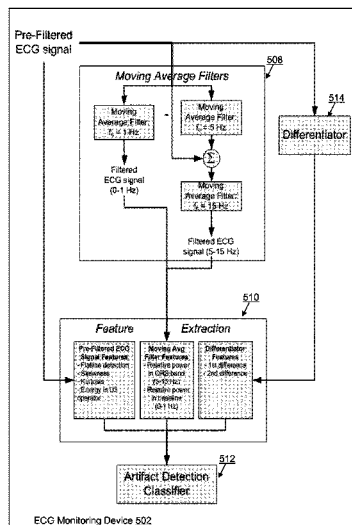 Pre-Filtered
ECG signal
Moving Average Filters
508
514
Moving
Average Filter:
fc = 1 Hz
Moving
Average Filter:
fc = 5 Hz
Differentiator
Σ
Filtered
ECG signal
(0-1 Hz)
Moving
Average Filter:
fc = 15 Hz
Filtered ECG
signal (5-15 Hz)
510
Feature Extraction
Pre-Filtered ECG
Signal Features:
- Flatline detection
- Skewness
- Kurtosis
- Energy in
operator
Moving Avg
Filter Features:
- Relative power
in QRS band
(5-15 Hz)
- Relative power
in baseline
(0-1 Hz)
Differentiator
Features
- 1st difference
- 2nd difference
512
Artifact Detection
Classifier
ECG Monitoring Device 502